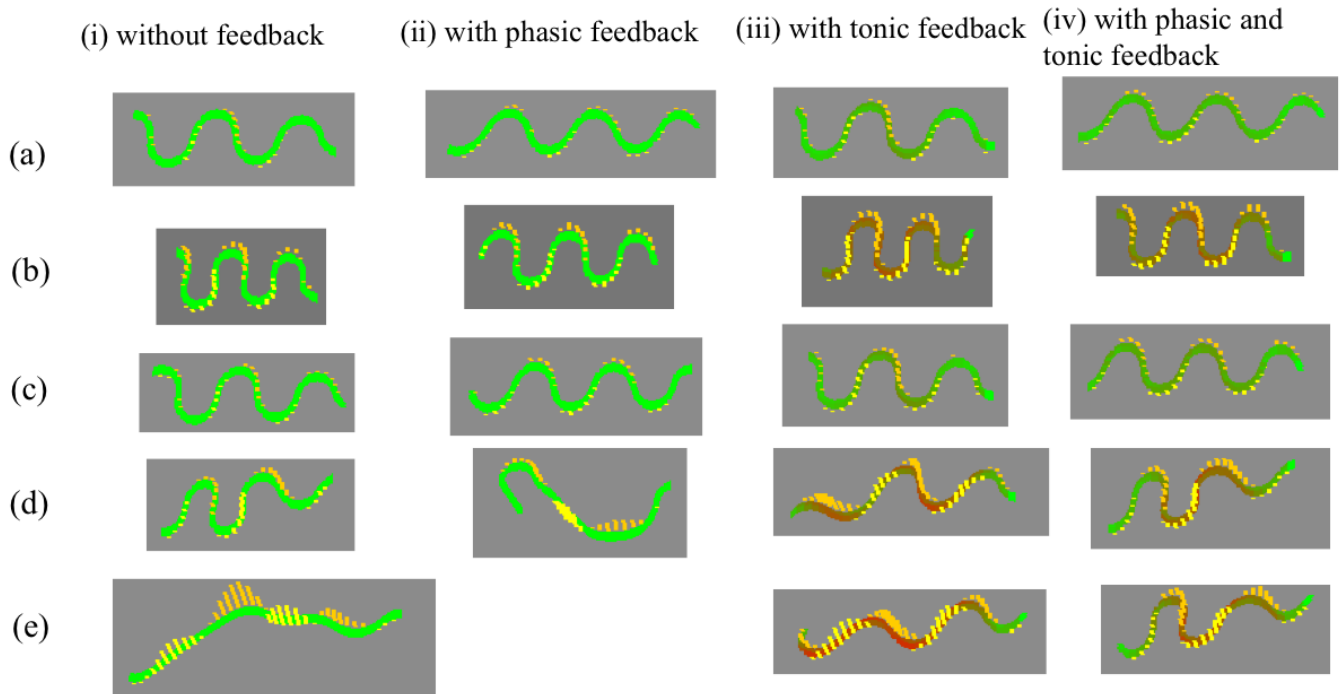 (i) without feedback
(ii) with phasic feedback
(iii) with tonic feedback
(iv) with phasic and
tonic feedback
(a)
(b)
(c)
(d)
(e)